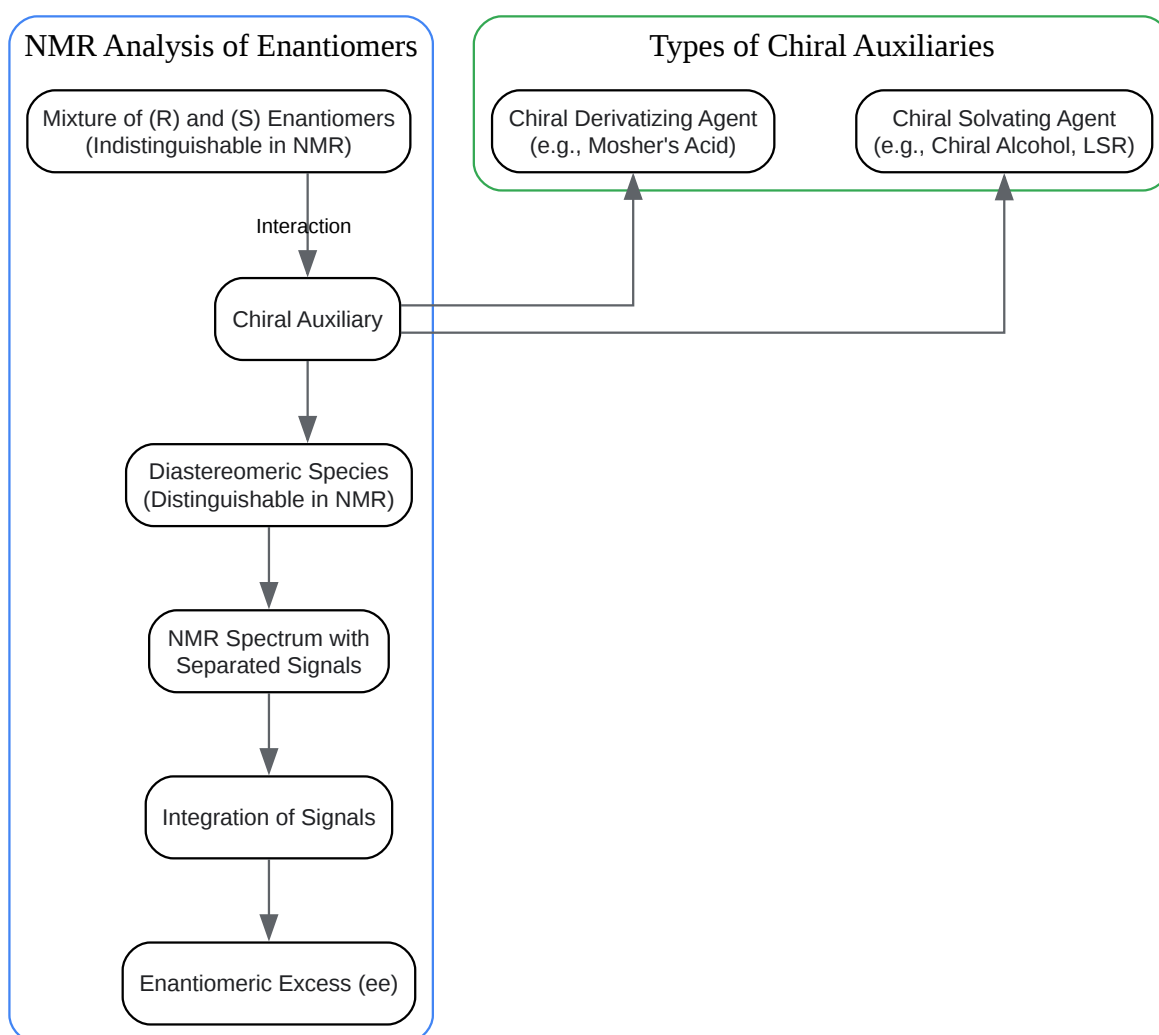 NMR Analysis of Enantiomers
Mixture of (R) and (S) Enantiomers
(Indistinguishable in NMR)
Interaction
Chiral Auxiliary
Diastereomeric Species
(Distinguishable in NMR)
NMR Spectrum with
Separated Signals
Integration of Signals
Enantiomeric Excess (ee)
Types of Chiral Auxiliaries
Chiral Derivatizing Agent
(e.g., Mosher's Acid)
Chiral Solvating Agent
(e.g., Chiral Alcohol, LSR)